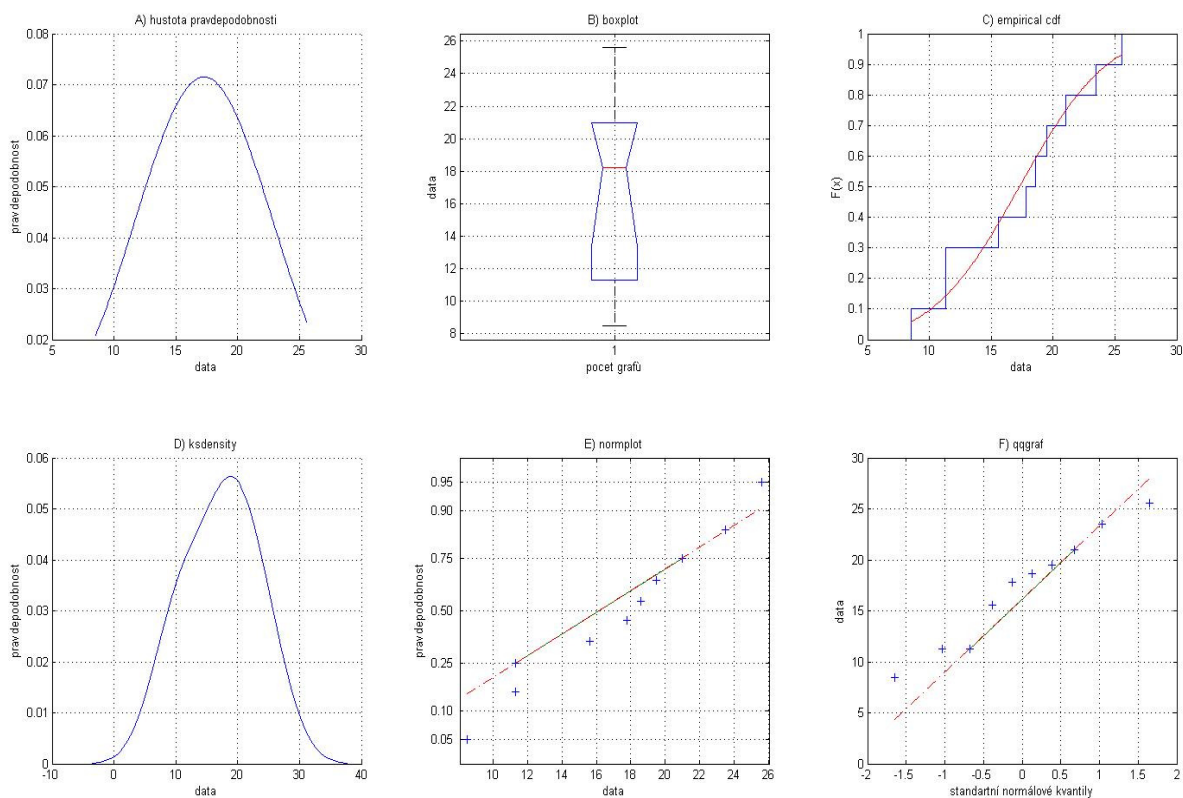 A) hustota pravdepodobnosti
0.08
0.07
0.06
0.05
0.04
0.03
0.02
pravdepodobnost
5 10 15 20 25 30
data
B) boxplot
26
24
22
20
18
16
14
12
10
8
data
1
pocet grafù
C) empirical cdf
1
0.9
0.8
0.7
0.6
0.5
0.4
0.3
0.2
0.1
0
F(x)
5 10 15 20 25 30
data
D) ksdensity
0.06
0.05
0.04
0.03
0.02
0.01
0
pravdepodobnost
-10 0 10 20 30 40
data
E) normplot
0.95
0.90
0.75
0.50
0.25
0.10
0.05
pravdepodobnost
10 12 14 16 18 20 22 24 26
data
F) qqgraf
30
25
20
15
10
5
0
data
-2 -1.5 -1 -0.5 0 0.5 1 1.5 2
standartní normálové kvantily